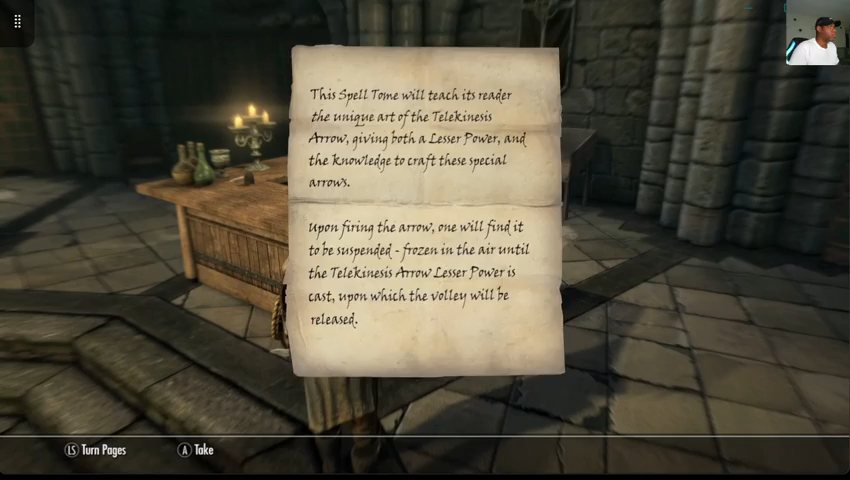 This Spell Tome will teach its reader
the unique art of the Telekinesis
Arrow, giving both a Lesser Power, and
the knowledge to craft these special
arrows.
Upon firing the arrow, one will find it
to be suspended - frozen in the air until
the Telekinesis Arrow Lesser Power is
cast, upon which the volley will be
released.
LS Turn Pages
A Take